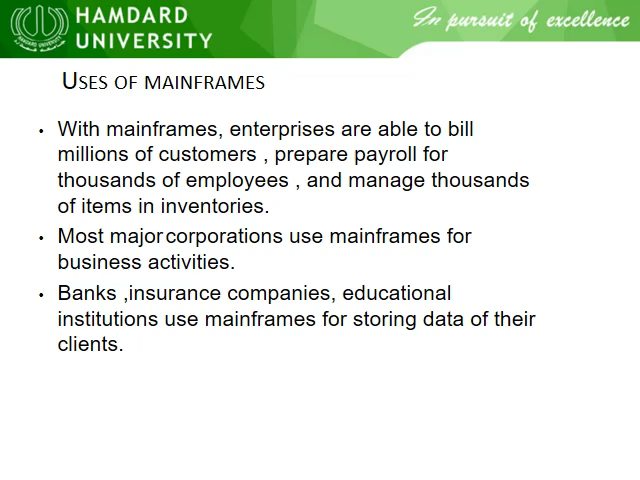 HAMDARD
UNIVERSITY
In pursuit of excellence
USES OF MAINFRAMES
• With mainframes, enterprises are able to bill
millions of customers , prepare payroll for
thousands of employees , and manage thousands
of items in inventories.
• Most major corporations use mainframes for
business activities.
• Banks ,insurance companies, educational
institutions use mainframes for storing data of their
clients.